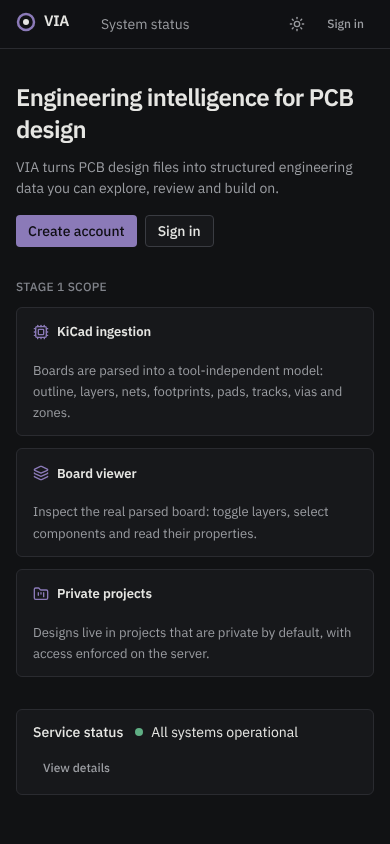 VIA System status Sign in
Engineering intelligence for PCB
design
VIA turns PCB design files into structured engineering
data you can explore, review and build on.
Create account Sign in
STAGE 1 SCOPE
KiCad ingestion
Boards are parsed into a tool-independent model:
outline, layers, nets, footprints, pads, tracks, vias and
zones.
Board viewer
Inspect the real parsed board: toggle layers, select
components and read their properties.
Private projects
Designs live in projects that are private by default, with
access enforced on the server.
Service status All systems operational
View details